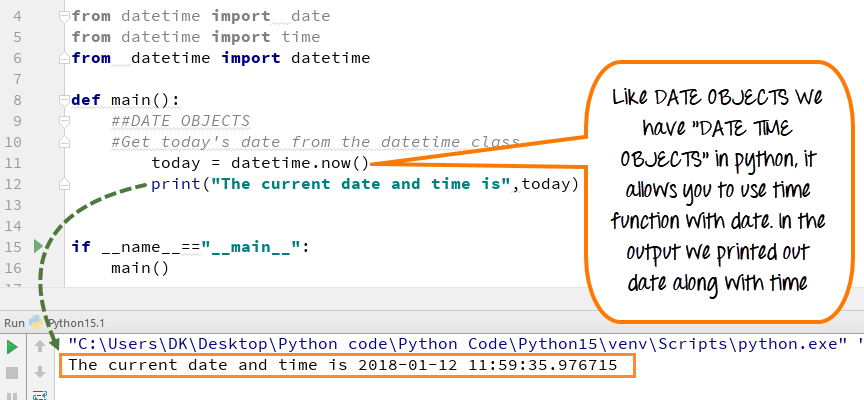 4 from datetime import date
5 from datetime import time
6 from datetime import datetime
7
8 def main():
9 ##DATE OBJECTS
10 #Get today's date from the datetime class
11 today = datetime.now()
12 print("The current date and time is",today)
13
14
15 if __name__=="__main__":
16 main()
17
Like DATE OBJECTS we
have "DATE TIME
OBJECTS" in python, it
allows you to use time
function with date. In the
output we printed out
date along with time
Run Python15.1
"C:\Users\DK\Desktop\Python code\Python Code\Python15\venv\Scripts\python.exe" "
The current date and time is 2018-01-12 11:59:35.976715